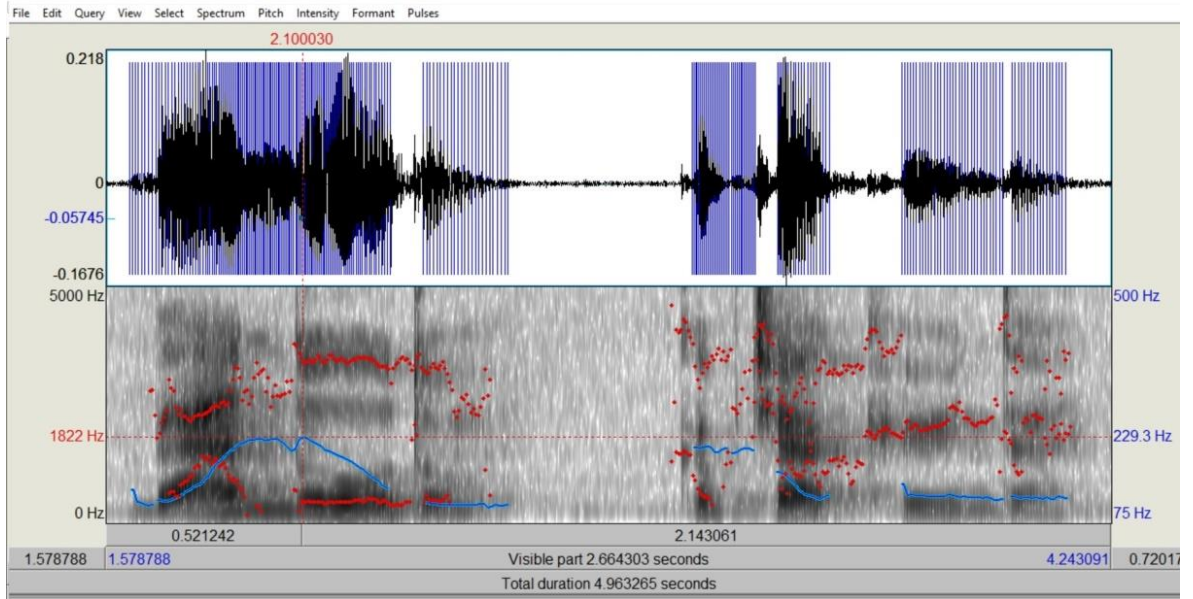 File Edit Query View Select Spectrum Pitch Intensity Formant Pulses
2.100030
0.218
0
-0.05745
-0.1676
5000 Hz 500 Hz
1822 Hz 229.3 Hz
0 Hz 75 Hz
0.521242 2.143061
1.578788 1.578788 Visible part 2.664303 seconds 4.243091 0.72017
Total duration 4.963265 seconds